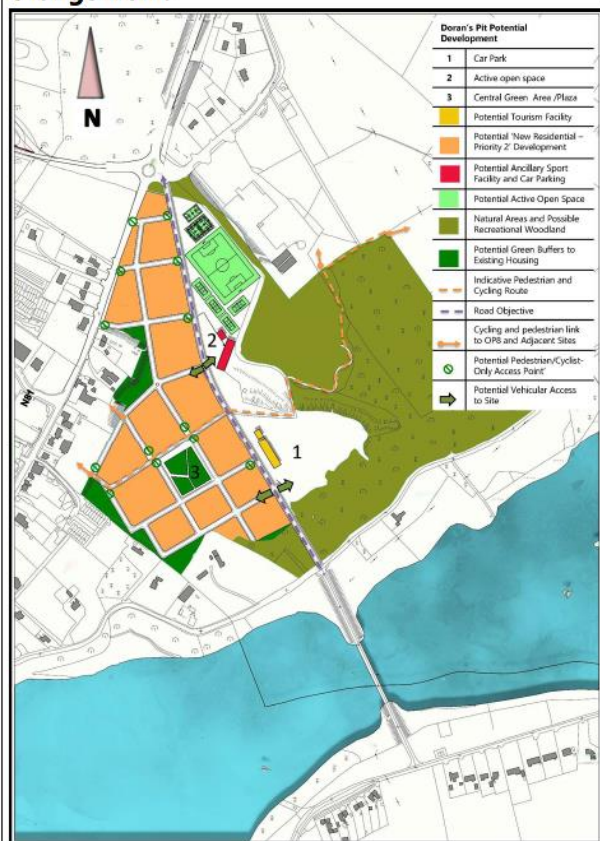 N
N81
1
2
3
Doran's Pit Potential
Development
1 Car Park
2 Active open space
3 Central Green Area /Plaza
Potential Tourism Facility
Potential 'New Residential –
Priority 2' Development
Potential Ancillary Sport
Facility and Car Parking
Potential Active Open Space
Natural Areas and Possible
Recreational Woodland
Potential Green Buffers to
Existing Housing
Indicative Pedestrian and
Cycling Route
Road Objective
Cycling and pedestrian link
to OP8 and Adjacent Sites
Potential Pedestrian/Cyclist-
Only Access Point'
Potential Vehicular Access
to Site